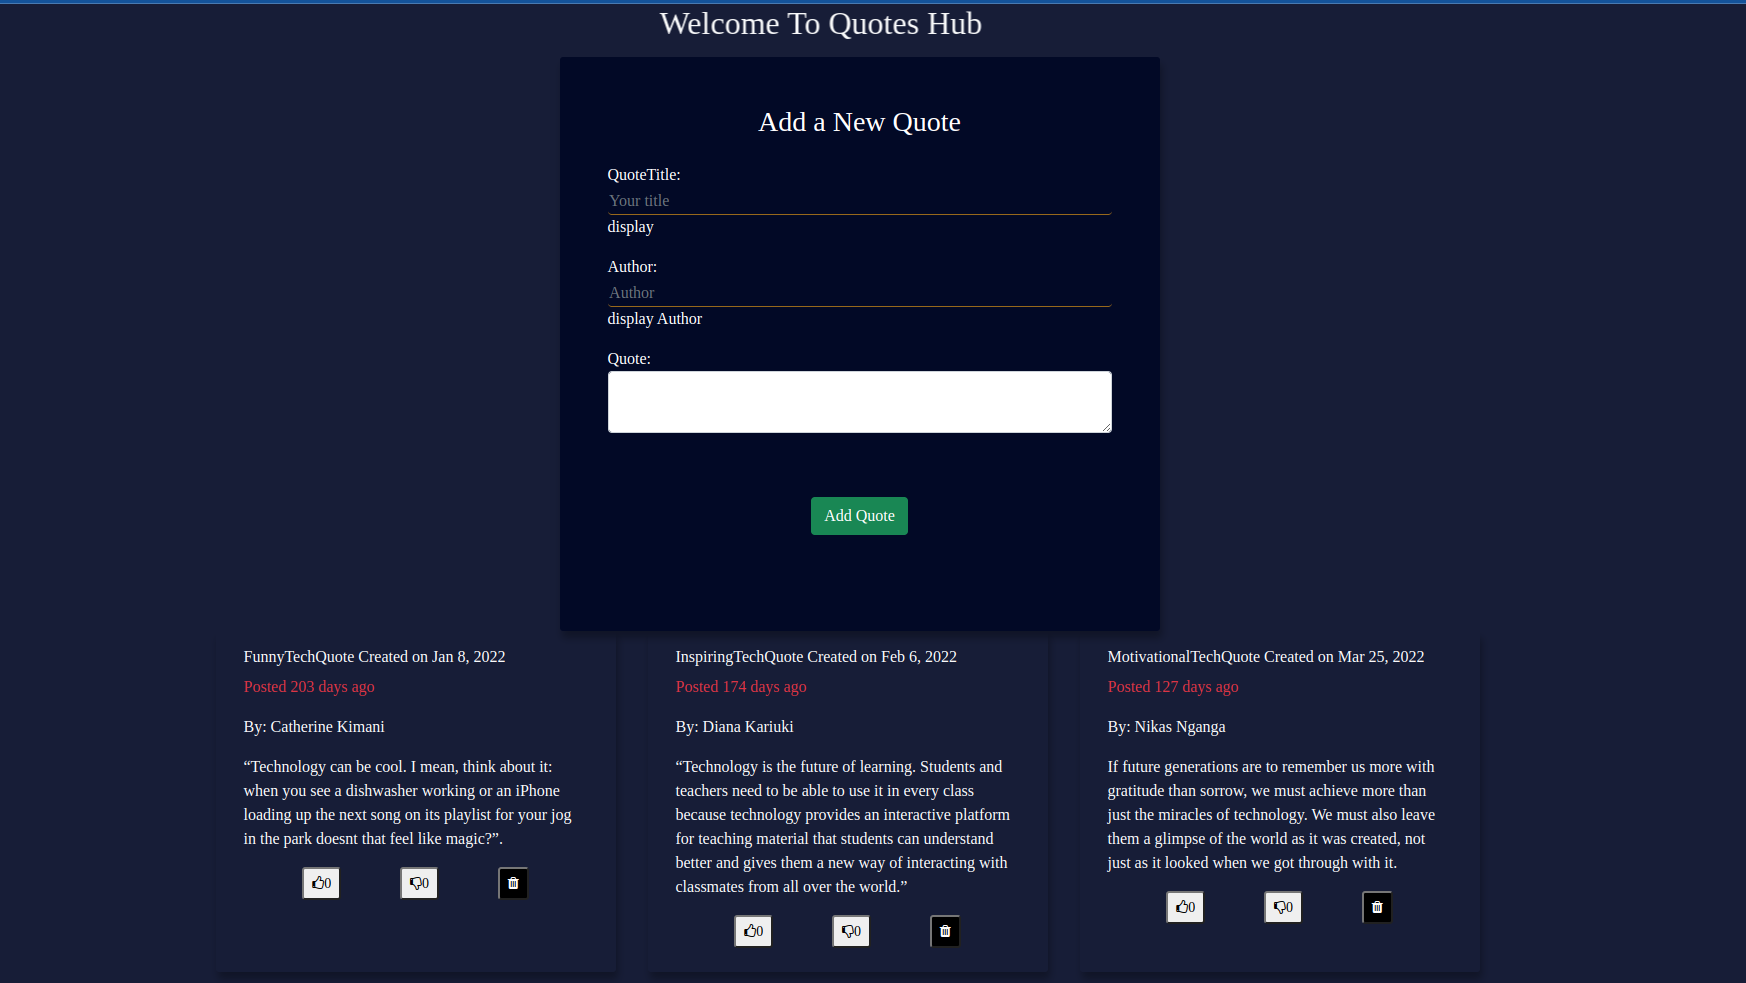 Welcome To Quotes Hub
Add a New Quote
QuoteTitle:
Your title
display
Author:
Author
display Author
Quote:
Add Quote
FunnyTechQuote Created on Jan 8, 2022
Posted 203 days ago
By: Catherine Kimani
“Technology can be cool. I mean, think about it:
when you see a dishwasher working or an iPhone
loading up the next song on its playlist for your jog
in the park doesnt that feel like magic?”.
0
0
InspiringTechQuote Created on Feb 6, 2022
Posted 174 days ago
By: Diana Kariuki
“Technology is the future of learning. Students and
teachers need to be able to use it in every class
because technology provides an interactive platform
for teaching material that students can understand
better and gives them a new way of interacting with
classmates from all over the world.”
0
0
MotivationalTechQuote Created on Mar 25, 2022
Posted 127 days ago
By: Nikas Nganga
If future generations are to remember us more with
gratitude than sorrow, we must achieve more than
just the miracles of technology. We must also leave
them a glimpse of the world as it was created, not
just as it looked when we got through with it.
0
0